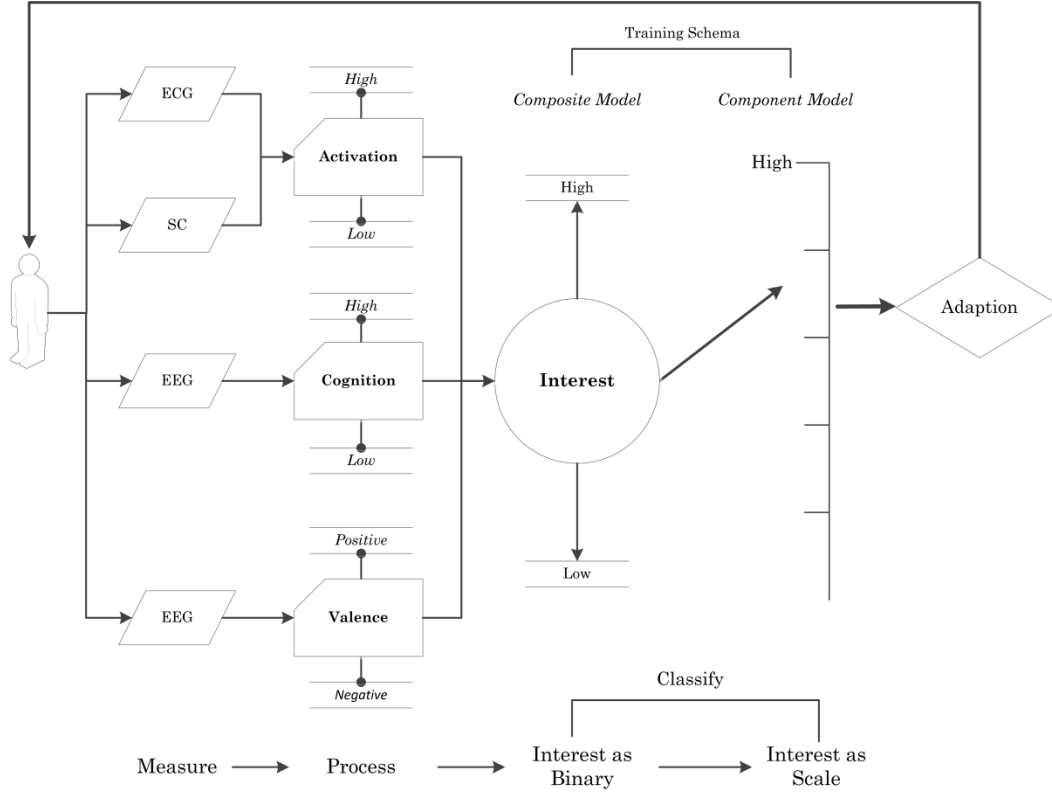 Training Schema
Composite Model
Component Model
ECG
High
Activation
Low
SC
High
High
Low
EEG
High
Cognition
Low
Interest
Adaption
EEG
Positive
Valence
Negative
Classify
Measure
Process
Interest as
Binary
Interest as
Scale